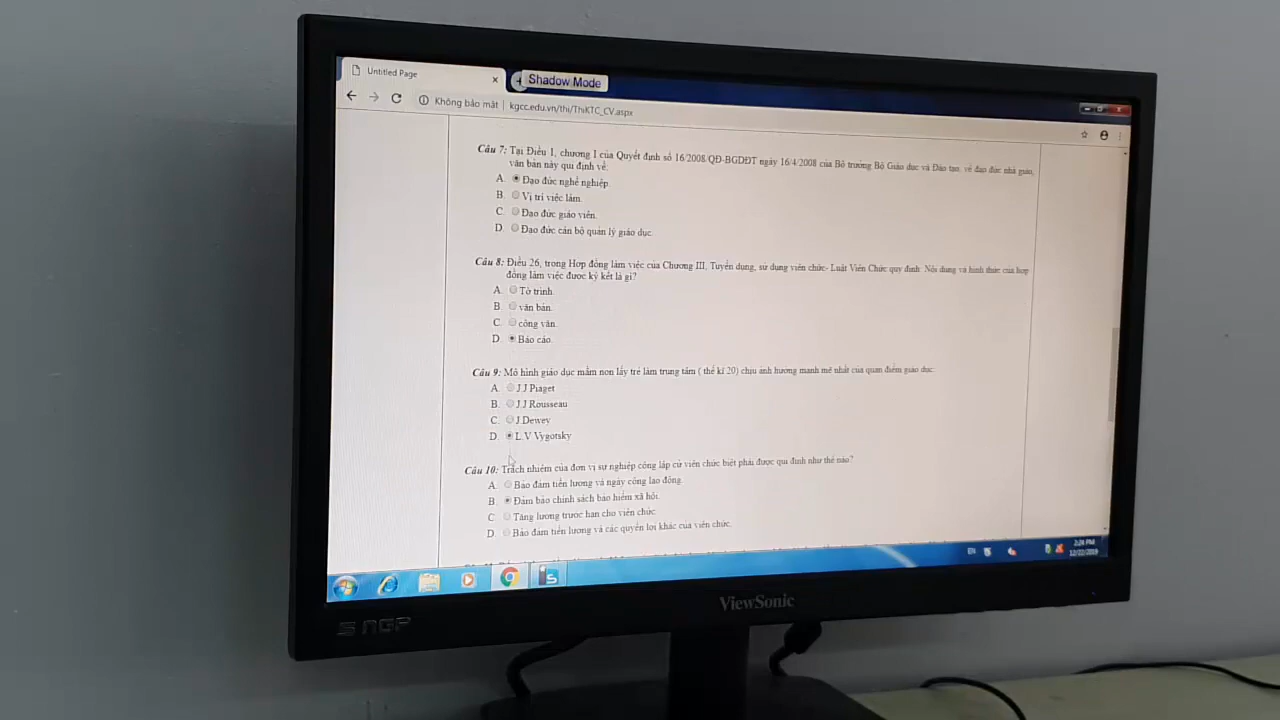 Untitled Page
Shadow Mode
Không bảo mật | kgcc.edu.vn/thi/ThiKTC_CV.aspx
Câu 7: Tại Điều 1, chương I của Quyết định số 16/2008/QĐ-BGDĐT ngày 16/4/2008 của Bộ trưởng Bộ Giáo dục và Đào tạo, về đạo đức nhà giáo,
văn bản này qui định về:
A. Đạo đức nghề nghiệp.
B. Vị trí việc làm.
C. Đạo đức giáo viên.
D. Đạo đức cán bộ quản lý giáo dục.
Câu 8: Điều 26, trong Hợp đồng làm việc của Chương III, Tuyển dụng, sử dụng viên chức- Luật Viên Chức quy định: Nội dung và hình thức của hợp
đồng làm việc được ký kết là gì?
A. Tờ trình.
B. văn bản.
C. công văn.
D. Báo cáo.
Câu 9: Mô hình giáo dục mầm non lấy trẻ làm trung tâm ( thế kỉ 20) chịu ảnh hưởng mạnh mẽ nhất của quan điểm giáo dục:
A. J.J Piaget
B. J.J Rousseau
C. J.Dewey
D. L.V Vygotsky
Câu 10: Trách nhiệm của đơn vị sự nghiệp công lập cử viên chức biệt phái được qui định như thế nào?
A. Bảo đảm tiền lương và ngày công lao động.
B. Đảm bảo chính sách bảo hiểm xã hội.
C. Tăng lương trước hạn cho viên chức.
D. Bảo đảm tiền lương và các quyền lợi khác của viên chức.
EN
2:26 PM
12/22/2019
ViewSonic